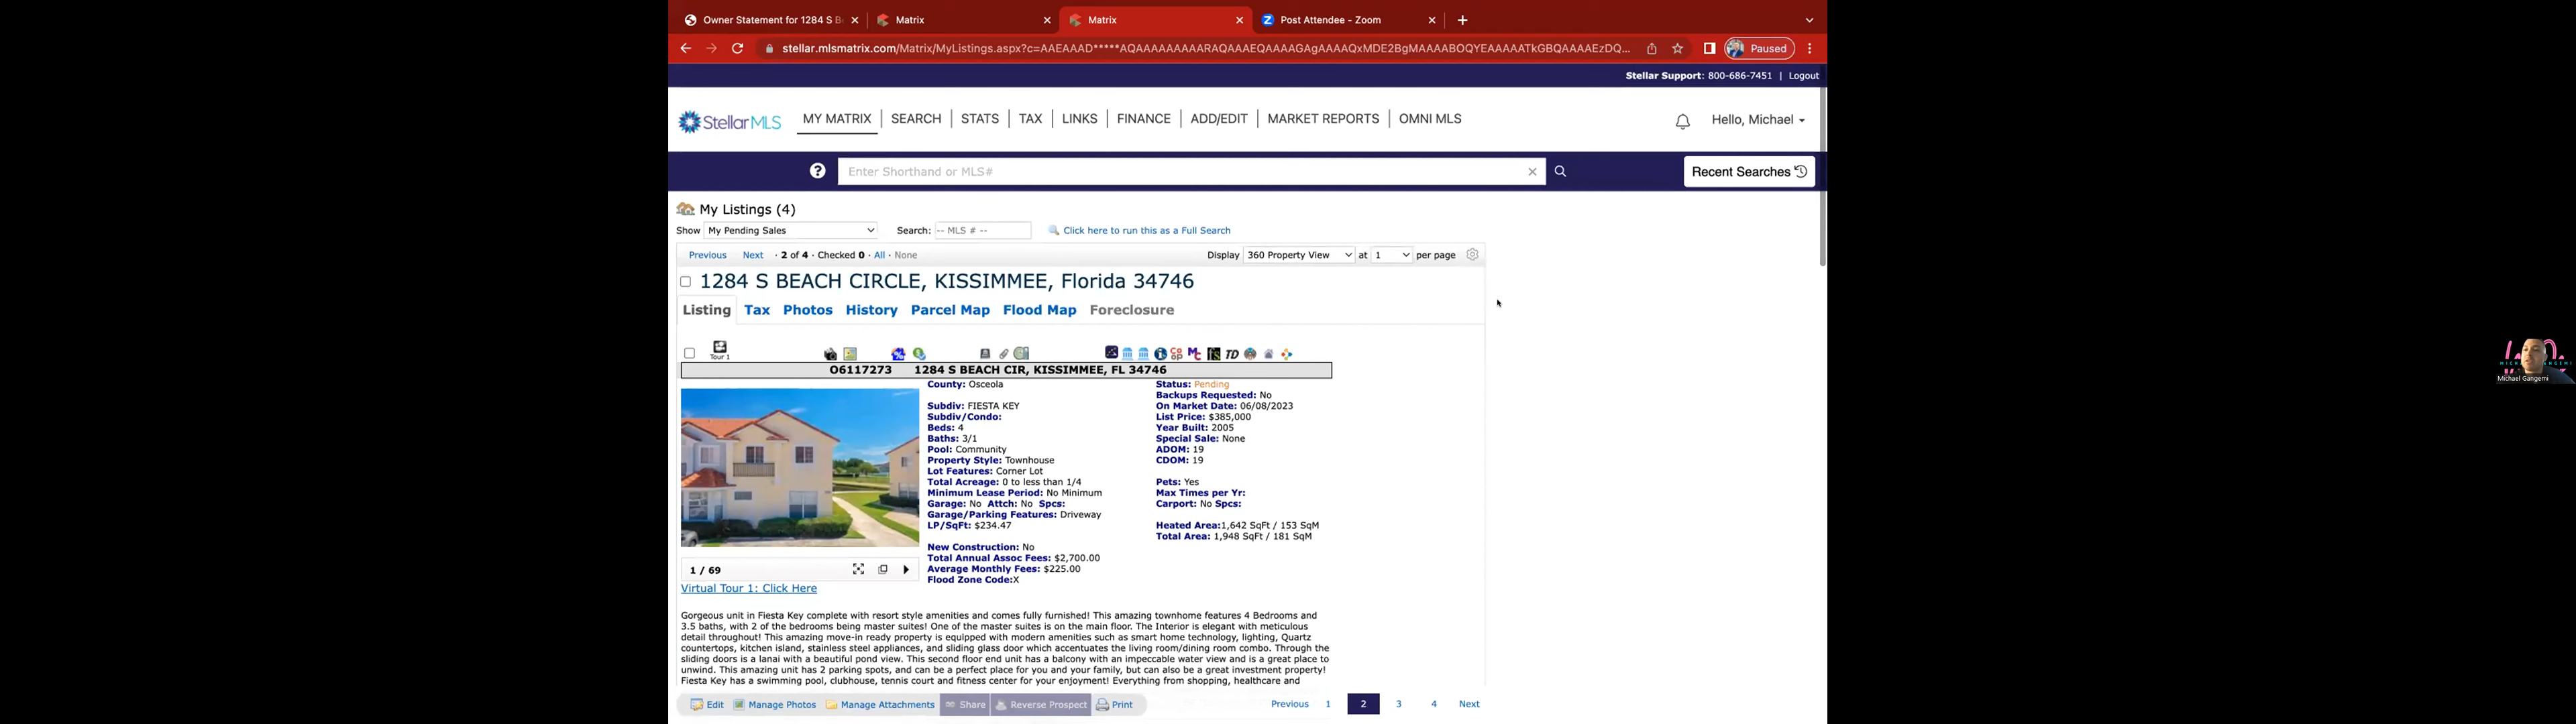 Owner Statement for 1284 S B
Matrix
Matrix
Post Attendee - Zoom
stellar.mlsmatrix.com/Matrix/MyListings.aspx?c=AAEAAAD*****AQAAAAAAAAARAQAAAEQAAAAGAgAAAAQxMDE2BgMAAAABOQYEAAAAATkGBQAAAAEzDQ...
Paused
Stellar Support: 800-686-7451 | Logout
StellarMLS
MY MATRIX | SEARCH | STATS | TAX | LINKS | FINANCE | ADD/EDIT | MARKET REPORTS | OMNI MLS
Hello, Michael
Enter Shorthand or MLS#
Recent Searches
My Listings (4)
Show My Pending Sales Search: -- MLS # -- Click here to run this as a Full Search
Previous Next · 2 of 4 · Checked 0 · All · None Display 360 Property View at 1 per page
1284 S BEACH CIRCLE, KISSIMMEE, Florida 34746
Listing Tax Photos History Parcel Map Flood Map Foreclosure
Tour 1
O6117273 1284 S BEACH CIR, KISSIMMEE, FL 34746
County: Osceola
Subdiv: FIESTA KEY
Subdiv/Condo:
Beds: 4
Baths: 3/1
Pool: Community
Property Style: Townhouse
Lot Features: Corner Lot
Total Acreage: 0 to less than 1/4
Minimum Lease Period: No Minimum
Garage: No Attch: No Spcs:
Garage/Parking Features: Driveway
LP/SqFt: $234.47
New Construction: No
Total Annual Assoc Fees: $2,700.00
Average Monthly Fees: $225.00
Flood Zone Code:X
Status: Pending
Backups Requested: No
On Market Date: 06/08/2023
List Price: $385,000
Year Built: 2005
Special Sale: None
ADOM: 19
CDOM: 19
Pets: Yes
Max Times per Yr:
Carport: No Spcs:
Heated Area:1,642 SqFt / 153 SqM
Total Area: 1,948 SqFt / 181 SqM
1 / 69
Virtual Tour 1: Click Here
Gorgeous unit in Fiesta Key complete with resort style amenities and comes fully furnished! This amazing townhome features 4 Bedrooms and
3.5 baths, with 2 of the bedrooms being master suites! One of the master suites is on the main floor. The Interior is elegant with meticulous
detail throughout! This amazing move-in ready property is equipped with modern amenities such as smart home technology, lighting, Quartz
countertops, kitchen island, stainless steel appliances, and sliding glass door which accentuates the living room/dining room combo. Through the
sliding doors is a lanai with a beautiful pond view. This second floor end unit has a balcony with an impeccable water view and is a great place to
unwind. This amazing unit has 2 parking spots, and can be a perfect place for you and your family, but can also be a great investment property!
Fiesta Key has a swimming pool, clubhouse, tennis court and fitness center for your enjoyment! Everything from shopping, healthcare and
Edit Manage Photos Manage Attachments Share Reverse Prospect Print
Previous 1 2 3 4 Next
Michael Gangemi